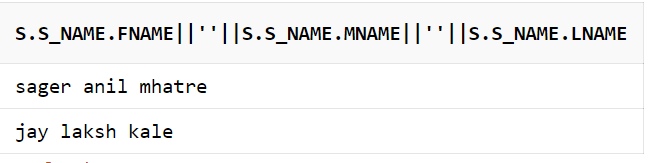 S.S_NAME.FNAME||''||S.S_NAME.MNAME||''||S.S_NAME.LNAME
sager anil mhatre
jay laksh kale